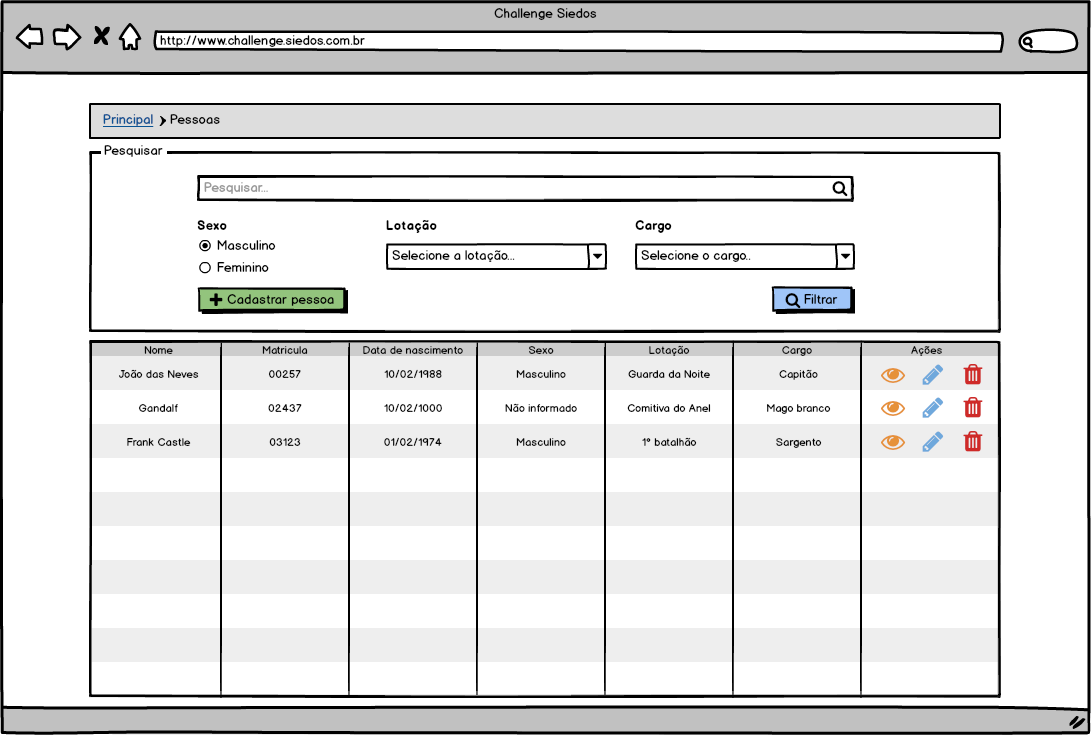 Challenge Siedos
http://www.challenge.siedos.com.br
Principal Pessoas
Pesquisar
Pesquisar...
Sexo Lotação Cargo
Masculino
Selecione a lotação... Selecione o cargo..
Feminino
Cadastrar pessoa Filtrar
Nome Matricula Data de nascimento Sexo Lotação Cargo Ações
João das Neves 00257 10/02/1988 Masculino Guarda da Noite Capitão
Gandalf 02437 10/02/1000 Não informado Comitiva do Anel Mago branco
Frank Castle 03123 01/02/1974 Masculino 1º batalhão Sargento